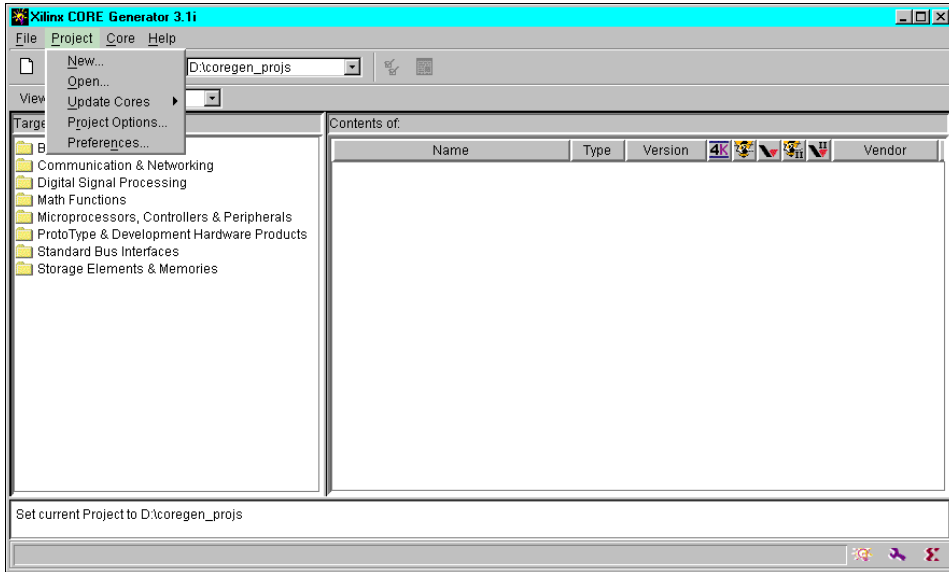 Xilinx CORE Generator 3.1i
File Project Core Help
New...
D:\coregen_projs
Open...
View
Update Cores
Project Options...
Targe
Contents of:
Preferences...
B
Name Type Version 4K II II Vendor
Communication & Networking
Digital Signal Processing
Math Functions
Microprocessors, Controllers & Peripherals
ProtoType & Development Hardware Products
Standard Bus Interfaces
Storage Elements & Memories
Set current Project to D:\coregen_projs